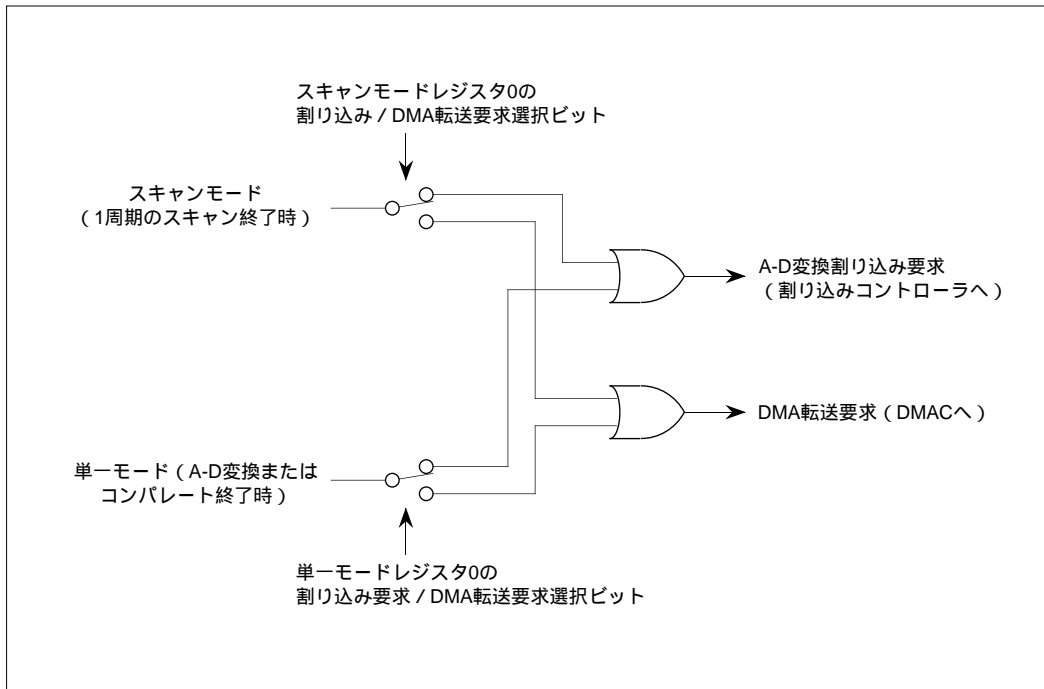 スキャンモードレジスタ0の
割り込み / DMA転送要求選択ビット
スキャンモード
（1周期のスキャン終了時）
A-D変換割り込み要求
（割り込みコントローラへ）
DMA転送要求（DMACへ）
単一モード（A-D変換または
コンパレート終了時）
単一モードレジスタ0の
割り込み要求 / DMA転送要求選択ビット